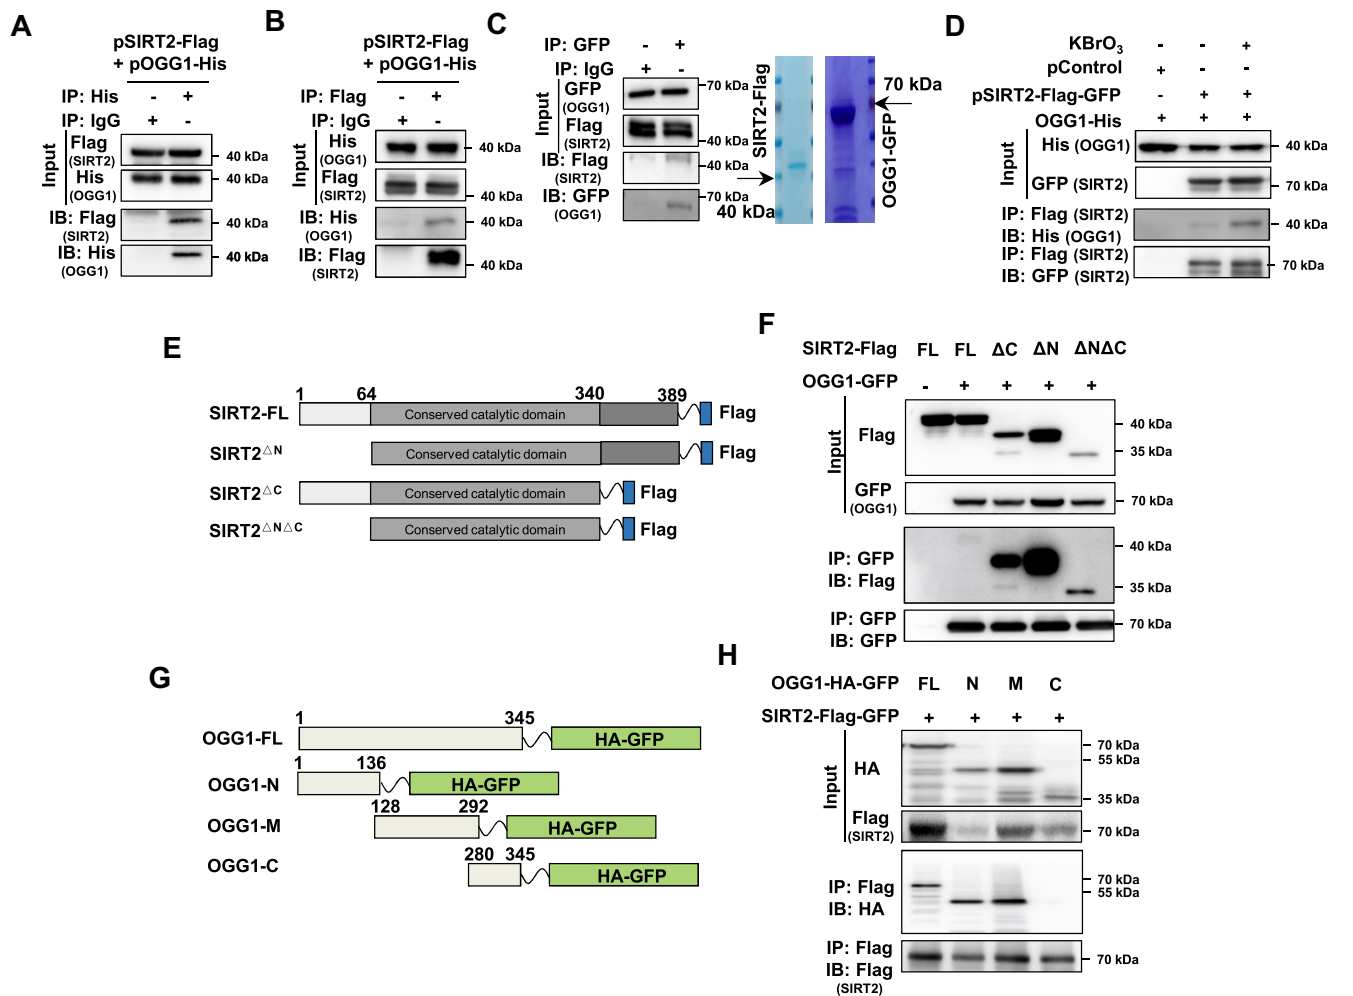 A
pSIRT2-Flag
+ pOGG1-His
IP: His - +
IP: IgG + -
Input
Flag
(SIRT2)
40 kDa
His
(OGG1)
40 kDa
IB: Flag
(SIRT2)
40 kDa
IB: His
(OGG1)
40 kDa
B
pSIRT2-Flag
+ pOGG1-His
IP: Flag - +
IP: IgG + -
Input
His
(OGG1)
40 kDa
Flag
(SIRT2)
40 kDa
IB: His
(OGG1)
40 kDa
IB: Flag
(SIRT2)
40 kDa
C
IP: GFP - +
IP: IgG + -
Input
GFP
(OGG1)
70 kDa
Flag
(SIRT2)
40 kDa
IB: Flag
(SIRT2)
40 kDa
IB: GFP
(OGG1)
70 kDa
SIRT2-Flag
40 kDa
70 kDa
OGG1-GFP
D
KBrO3 - - +
pControl + - -
pSIRT2-Flag-GFP - + +
OGG1-His + + +
Input
His (OGG1)
40 kDa
GFP (SIRT2)
70 kDa
IP: Flag (SIRT2)
IB: His (OGG1)
40 kDa
IP: Flag (SIRT2)
IB: GFP (SIRT2)
70 kDa
E
1 64 340 389
SIRT2-FL Conserved catalytic domain Flag
SIRT2△N Conserved catalytic domain Flag
SIRT2△C Conserved catalytic domain Flag
SIRT2△N△C Conserved catalytic domain Flag
F
SIRT2-Flag FL FL ΔC ΔN ΔNΔC
OGG1-GFP - + + + +
Input
Flag
40 kDa
35 kDa
GFP
(OGG1)
70 kDa
IP: GFP
IB: Flag
40 kDa
35 kDa
IP: GFP
IB: GFP
70 kDa
G
1 345
OGG1-FL HA-GFP
1 136
OGG1-N HA-GFP
128 292
OGG1-M HA-GFP
280 345
OGG1-C HA-GFP
H
OGG1-HA-GFP FL N M C
SIRT2-Flag-GFP + + + +
Input
HA
70 kDa
55 kDa
35 kDa
Flag
(SIRT2)
70 kDa
IP: Flag
IB: HA
70 kDa
55 kDa
IP: Flag
IB: Flag
(SIRT2)
70 kDa